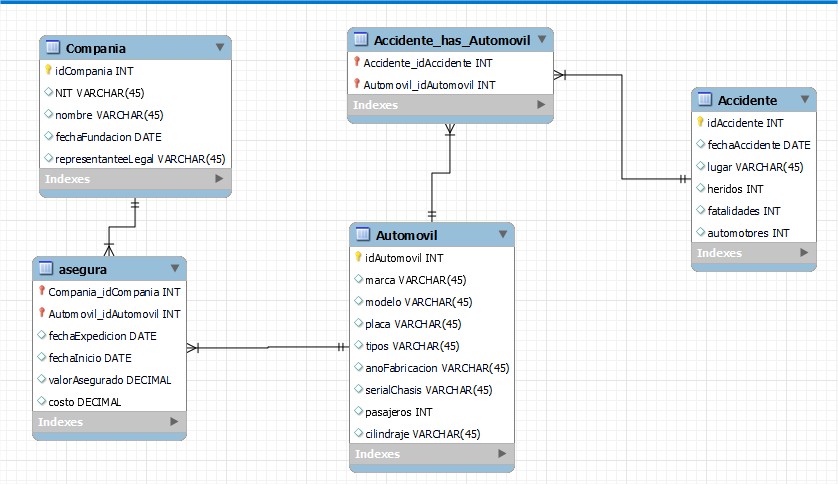 Compania
idCompania INT
NIT VARCHAR(45)
nombre VARCHAR(45)
fechaFundacion DATE
representanteeLegal VARCHAR(45)
Indexes
Accidente_has_Automovil
Accidente_idAccidente INT
Automovil_idAutomovil INT
Indexes
Accidente
idAccidente INT
fechaAccidente DATE
lugar VARCHAR(45)
heridos INT
fatalidades INT
automotores INT
Indexes
asegura
Compania_idCompania INT
Automovil_idAutomovil INT
fechaExpedicion DATE
fechaInicio DATE
valorAsegurado DECIMAL
costo DECIMAL
Indexes
Automovil
idAutomovil INT
marca VARCHAR(45)
modelo VARCHAR(45)
placa VARCHAR(45)
tipos VARCHAR(45)
anoFabricacion VARCHAR(45)
serialChasis VARCHAR(45)
pasajeros INT
cilindraje VARCHAR(45)
Indexes